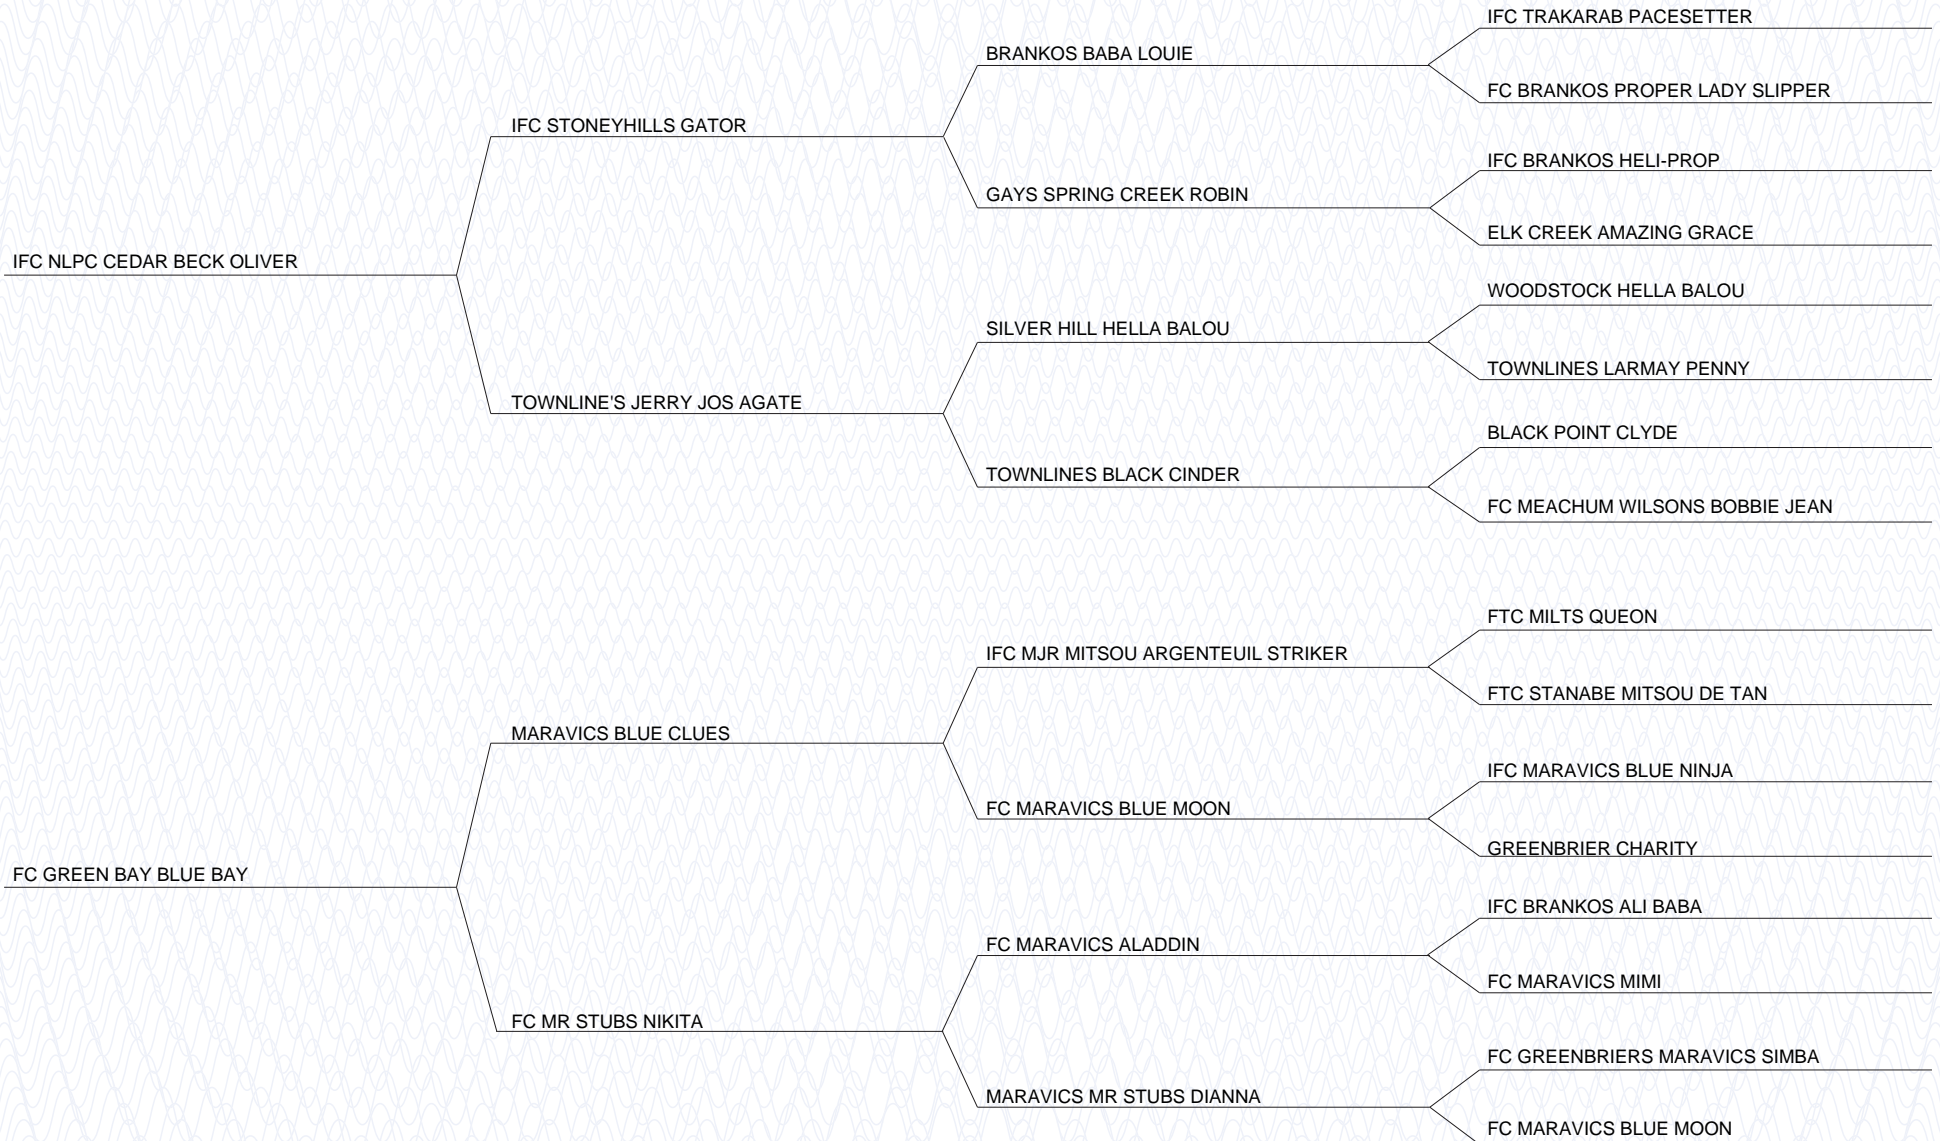 IFC TRAKARAB PACESETTER
BRANKOS BABA LOUIE
FC BRANKOS PROPER LADY SLIPPER
IFC STONEYHILLS GATOR
IFC BRANKOS HELI-PROP
GAYS SPRING CREEK ROBIN
ELK CREEK AMAZING GRACE
IFC NLPC CEDAR BECK OLIVER
WOODSTOCK HELLA BALOU
SILVER HILL HELLA BALOU
TOWNLINES LARMAY PENNY
TOWNLINE'S JERRY JOS AGATE
BLACK POINT CLYDE
TOWNLINES BLACK CINDER
FC MEACHUM WILSONS BOBBIE JEAN
FTC MILTS QUEON
IFC MJR MITSOU ARGENTEUIL STRIKER
FTC STANABE MITSOU DE TAN
MARAVICS BLUE CLUES
IFC MARAVICS BLUE NINJA
FC MARAVICS BLUE MOON
GREENBRIER CHARITY
FC GREEN BAY BLUE BAY
IFC BRANKOS ALI BABA
FC MARAVICS ALADDIN
FC MARAVICS MIMI
FC MR STUBS NIKITA
FC GREENBRIERS MARAVICS SIMBA
MARAVICS MR STUBS DIANNA
FC MARAVICS BLUE MOON